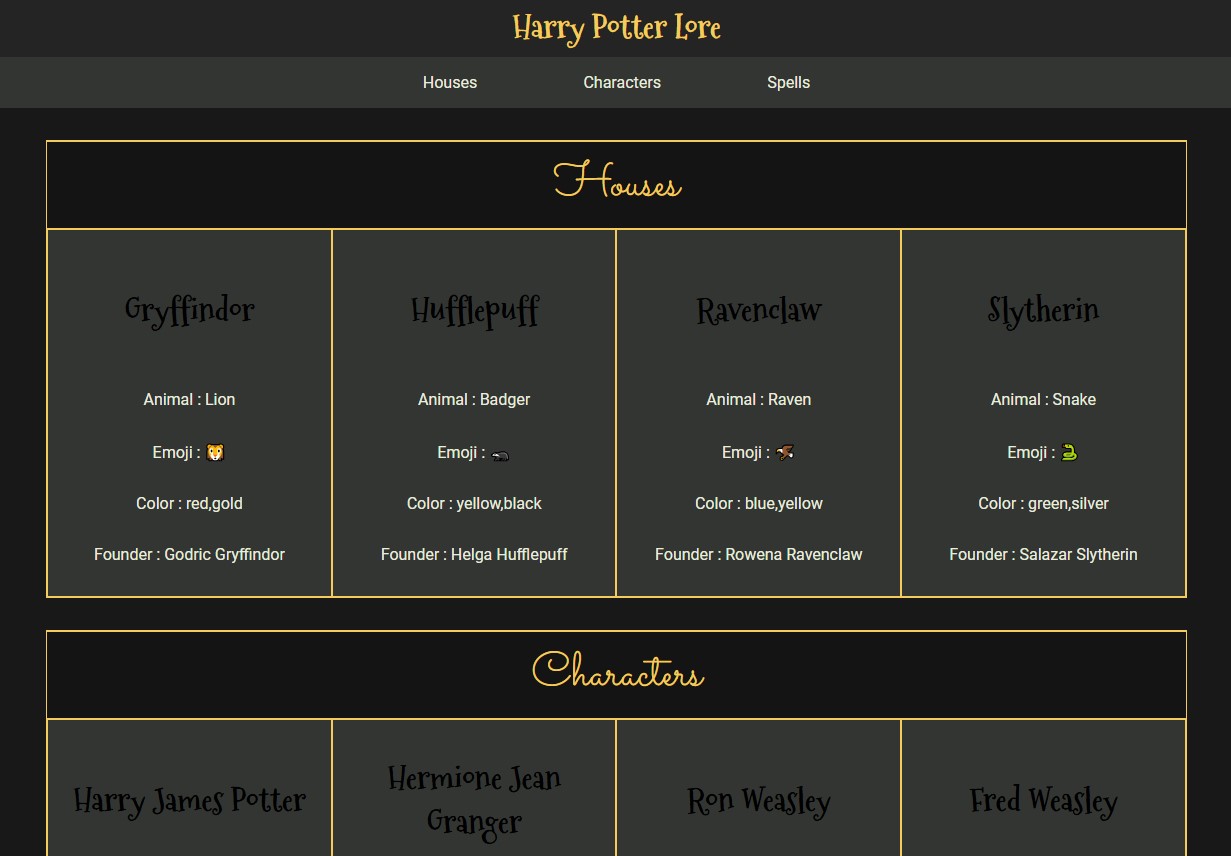 Harry Potter Lore
Houses Characters Spells
Houses
Gryffindor Hufflepuff Ravenclaw Slytherin
Animal : Lion Animal : Badger Animal : Raven Animal : Snake
Emoji : 🦁 Emoji : 🦡 Emoji : 🦅 Emoji : 🐍
Color : red,gold Color : yellow,black Color : blue,yellow Color : green,silver
Founder : Godric Gryffindor Founder : Helga Hufflepuff Founder : Rowena Ravenclaw Founder : Salazar Slytherin
Characters
Harry James Potter Hermione Jean Granger Ron Weasley Fred Weasley